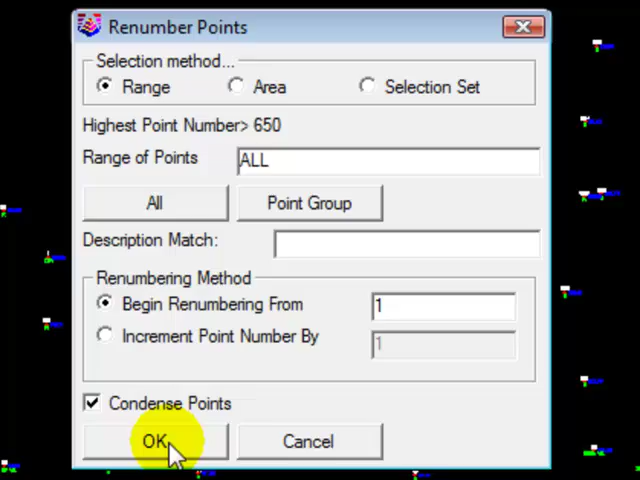 Renumber Points
Selection method...
Range Area Selection Set
Highest Point Number> 650
Range of Points ALL
All Point Group
Description Match:
Renumbering Method
Begin Renumbering From 1
Increment Point Number By 1
Condense Points
OK Cancel